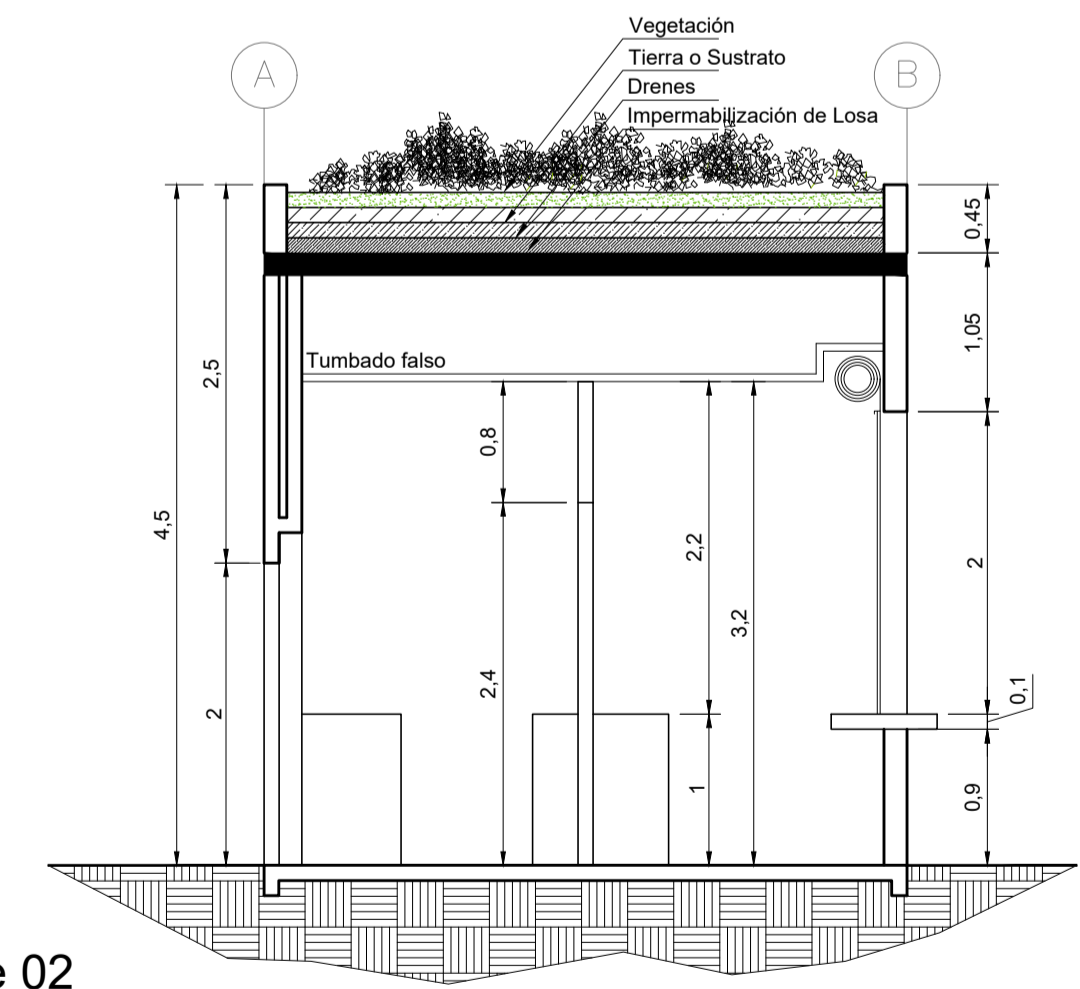 Vegetación
Tierra o Sustrato
Drenes
Impermabilización de Losa
A
B
0,45
1,05
2,5
Tumbado falso
0,8
4,5
2,2
2
3,2
2,4
2
0,1
1
0,9
e 02